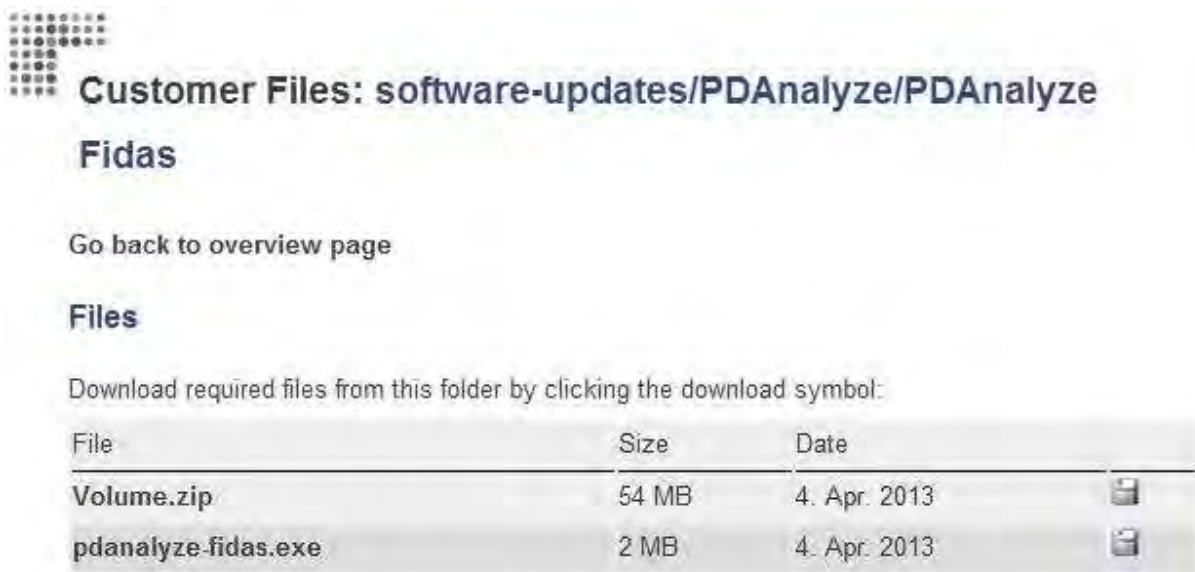 Customer Files: software-updates/PDAnalyze/PDAnalyze
Fidas
Go back to overview page
Files
Download required files from this folder by clicking the download symbol:
File Size Date
Volume.zip 54 MB 4. Apr. 2013
pdanalyze-fidas.exe 2 MB 4. Apr. 2013